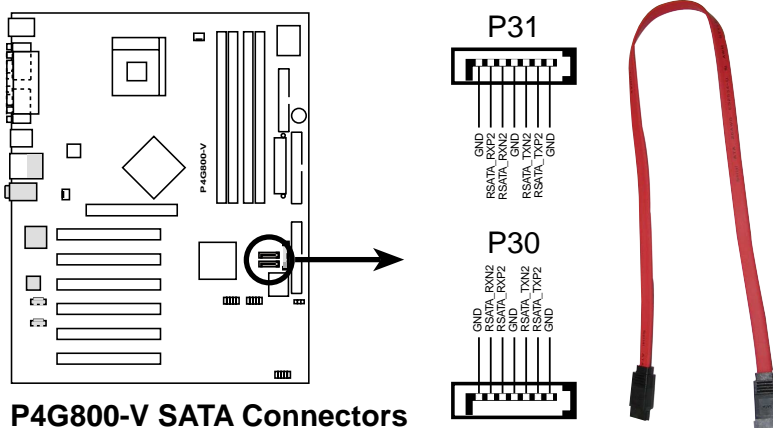 P4G800-V
P31
GND
RSATA_RXP2
RSATA_RXN2
GND
RSATA_TXN2
RSATA_TXP2
GND
P30
GND
RSATA_RXN2
RSATA_RXP2
GND
RSATA_TXN2
RSATA_TXP2
GND
P4G800-V SATA Connectors